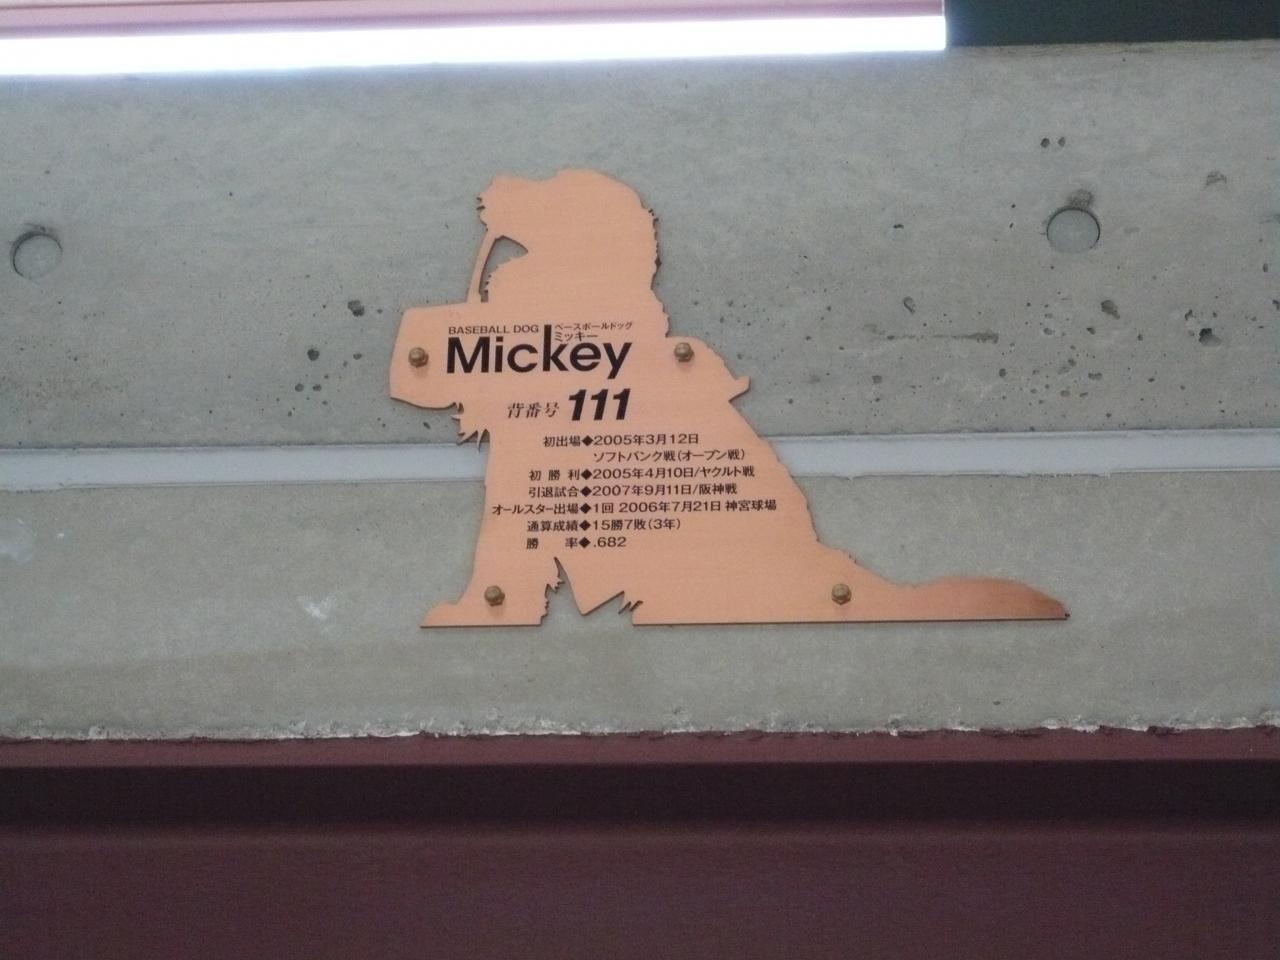 BASEBALL DOG ベースボールドッグ
Mickey ミッキー
背番号 111
初出場◆2005年3月12日
ソフトバンク戦(オープン戦)
初勝利◆2005年4月10日/ヤクルト戦
引退試合◆2007年9月11日/阪神戦
オールスター出場◆1回 2006年7月21日 神宮球場
通算成績◆15勝7敗(3年)
勝率◆.682